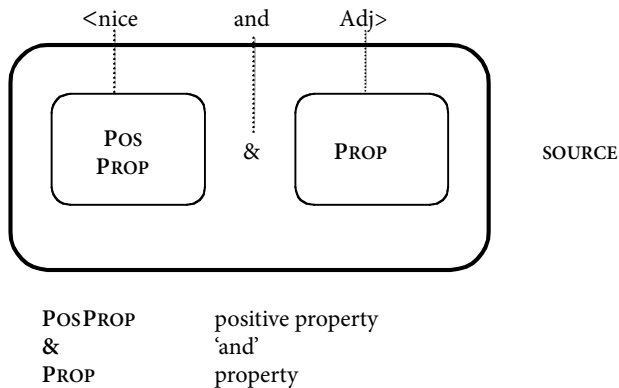 <nice and Adj>
POS
PROP
& PROP SOURCE
POSPROP positive property
& ‘and’
PROP property